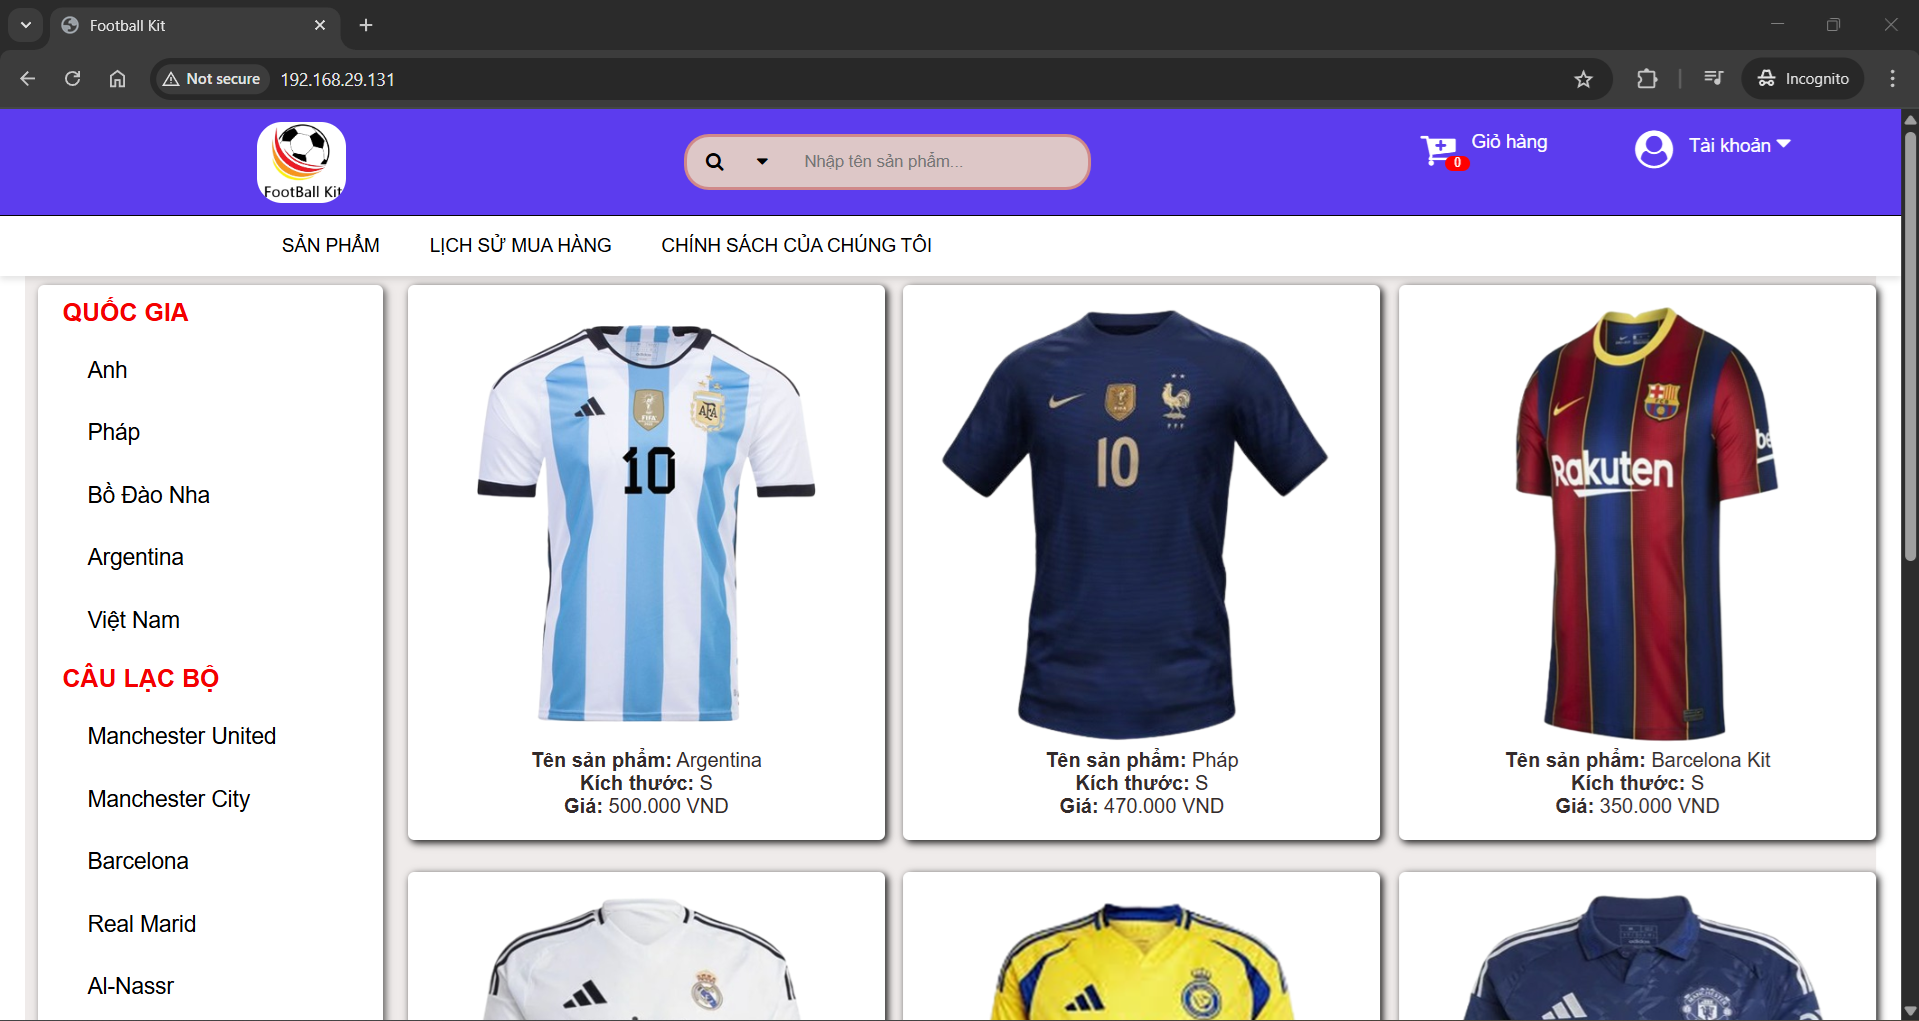 Football Kit
Not secure
192.168.29.131
Incognito
FootBall Kit
Nhập tên sản phẩm...
0
Giỏ hàng
Tài khoản
SẢN PHẨM
LỊCH SỬ MUA HÀNG
CHÍNH SÁCH CỦA CHÚNG TÔI
QUỐC GIA
Anh
Pháp
Bồ Đào Nha
Argentina
Việt Nam
CÂU LẠC BỘ
Manchester United
Manchester City
Barcelona
Real Marid
Al-Nassr
AFA
FIFA
10
Tên sản phẩm: Argentina
Kích thước: S
Giá: 500.000 VND
FFF
10
Tên sản phẩm: Pháp
Kích thước: S
Giá: 470.000 VND
Rakuten
Tên sản phẩm: Barcelona Kit
Kích thước: S
Giá: 350.000 VND